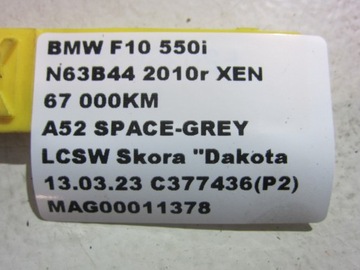 BMW F10 550i
N63B44 2010r XEN
67 000KM
A52 SPACE-GREY
LCSW Skora "Dakota
13.03.23 C377436(P2)
MAG00011378